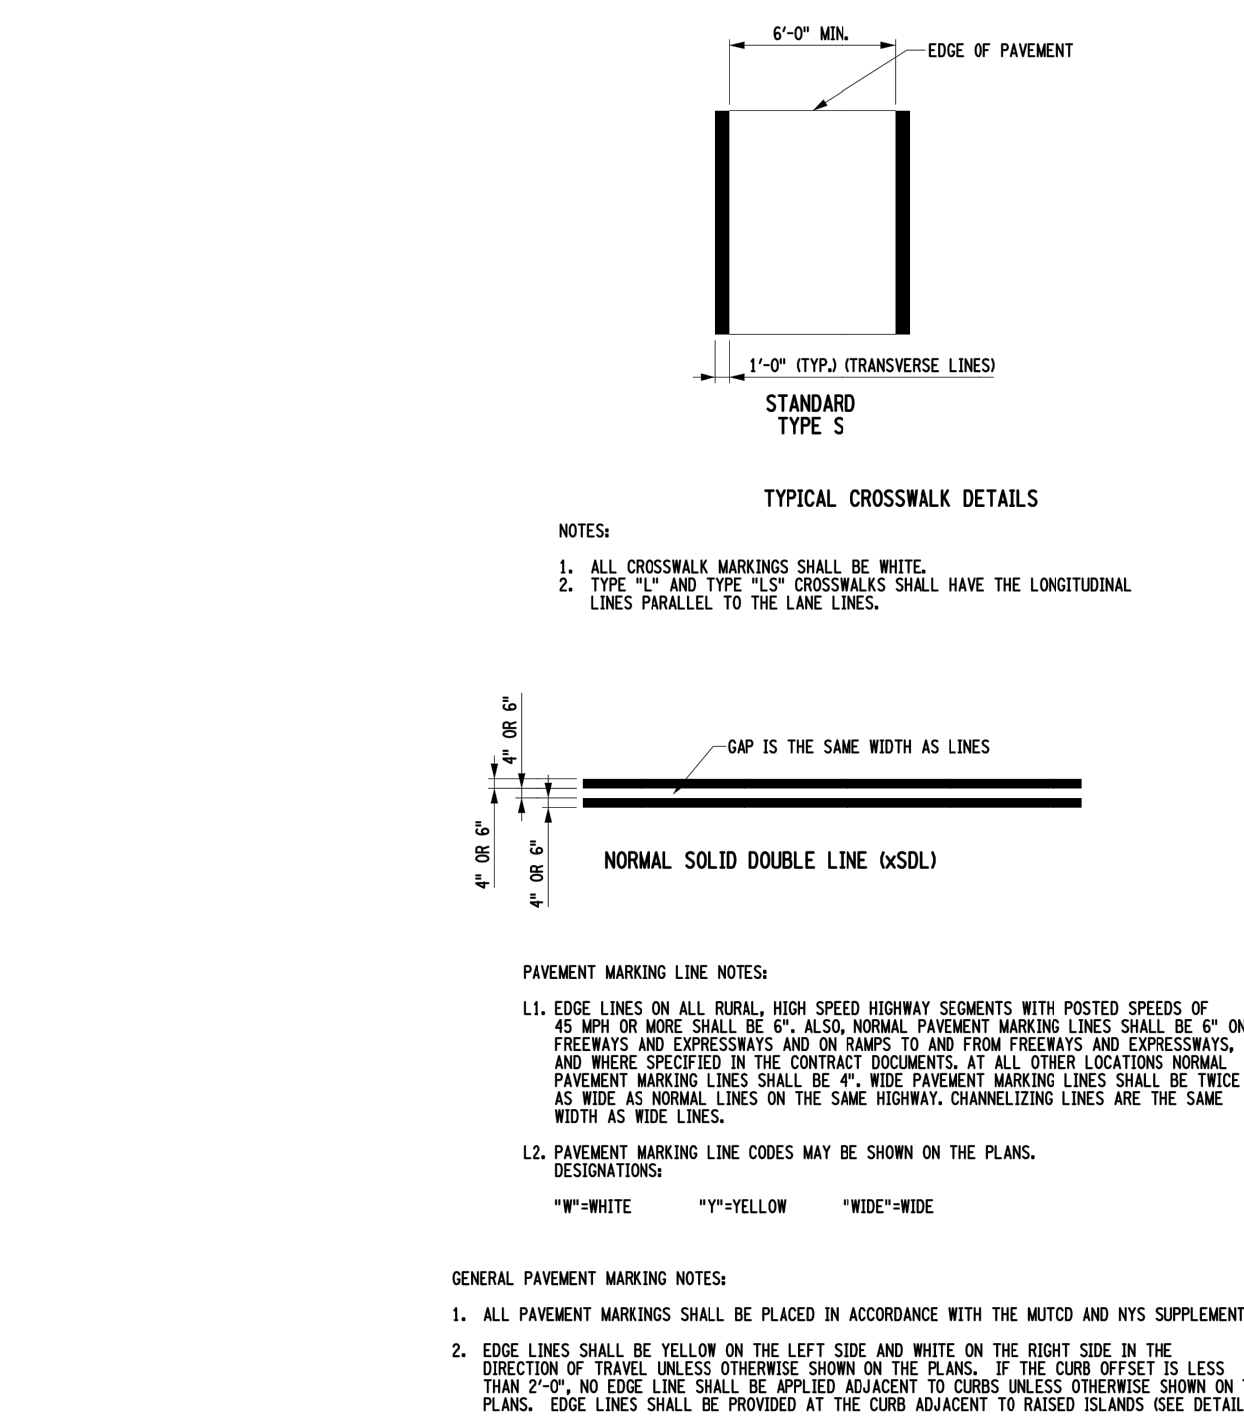 6'-0" MIN.
EDGE OF PAVEMENT
1'-0" (TYP.) (TRANSVERSE LINES)
STANDARD
TYPE S
TYPICAL CROSSWALK DETAILS
NOTES:
1. ALL CROSSWALK MARKINGS SHALL BE WHITE.
2. TYPE "L" AND TYPE "LS" CROSSWALKS SHALL HAVE THE LONGITUDINAL
LINES PARALLEL TO THE LANE LINES.
4" OR 6"
GAP IS THE SAME WIDTH AS LINES
4" OR 6"
4" OR 6"
NORMAL SOLID DOUBLE LINE (xSDL)
PAVEMENT MARKING LINE NOTES:
L1. EDGE LINES ON ALL RURAL, HIGH SPEED HIGHWAY SEGMENTS WITH POSTED SPEEDS OF
45 MPH OR MORE SHALL BE 6". ALSO, NORMAL PAVEMENT MARKING LINES SHALL BE 6" ON
FREEWAYS AND EXPRESSWAYS AND ON RAMPS TO AND FROM FREEWAYS AND EXPRESSWAYS,
AND WHERE SPECIFIED IN THE CONTRACT DOCUMENTS. AT ALL OTHER LOCATIONS NORMAL
PAVEMENT MARKING LINES SHALL BE 4". WIDE PAVEMENT MARKING LINES SHALL BE TWICE
AS WIDE AS NORMAL LINES ON THE SAME HIGHWAY. CHANNELIZING LINES ARE THE SAME
WIDTH AS WIDE LINES.
L2. PAVEMENT MARKING LINE CODES MAY BE SHOWN ON THE PLANS.
DESIGNATIONS:
"W"=WHITE "Y"=YELLOW "WIDE"=WIDE
GENERAL PAVEMENT MARKING NOTES:
1. ALL PAVEMENT MARKINGS SHALL BE PLACED IN ACCORDANCE WITH THE MUTCD AND NYS SUPPLEMENT
2. EDGE LINES SHALL BE YELLOW ON THE LEFT SIDE AND WHITE ON THE RIGHT SIDE IN THE
DIRECTION OF TRAVEL UNLESS OTHERWISE SHOWN ON THE PLANS. IF THE CURB OFFSET IS LESS
THAN 2'-0", NO EDGE LINE SHALL BE APPLIED ADJACENT TO CURBS UNLESS OTHERWISE SHOWN ON
PLANS. EDGE LINES SHALL BE PROVIDED AT THE CURB ADJACENT TO RAISED ISLANDS (SEE DETAIL